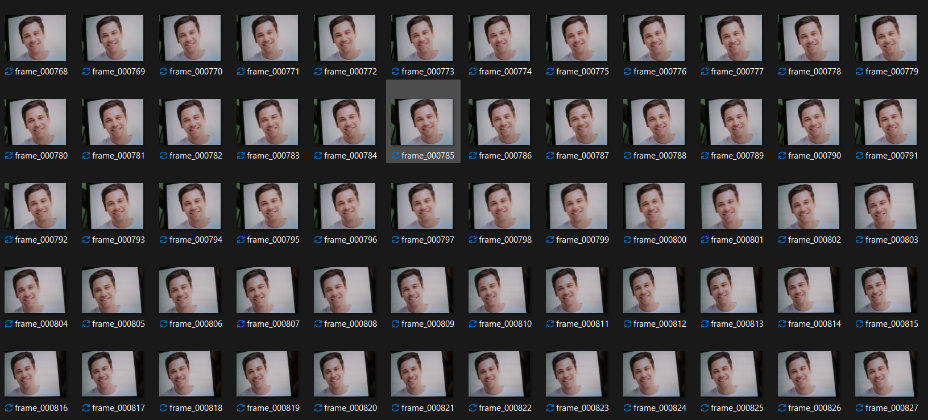 frame_000768 frame_000769 frame_000770 frame_000771 frame_000772 frame_000773 frame_000774 frame_000775 frame_000776 frame_000777 frame_000778 frame_000779
frame_000780 frame_000781 frame_000782 frame_000783 frame_000784 frame_000785 frame_000786 frame_000787 frame_000788 frame_000789 frame_000790 frame_000791
frame_000792 frame_000793 frame_000794 frame_000795 frame_000796 frame_000797 frame_000798 frame_000799 frame_000800 frame_000801 frame_000802 frame_000803
frame_000804 frame_000805 frame_000806 frame_000807 frame_000808 frame_000809 frame_000810 frame_000811 frame_000812 frame_000813 frame_000814 frame_000815
frame_000816 frame_000817 frame_000818 frame_000819 frame_000820 frame_000821 frame_000822 frame_000823 frame_000824 frame_000825 frame_000826 frame_000827